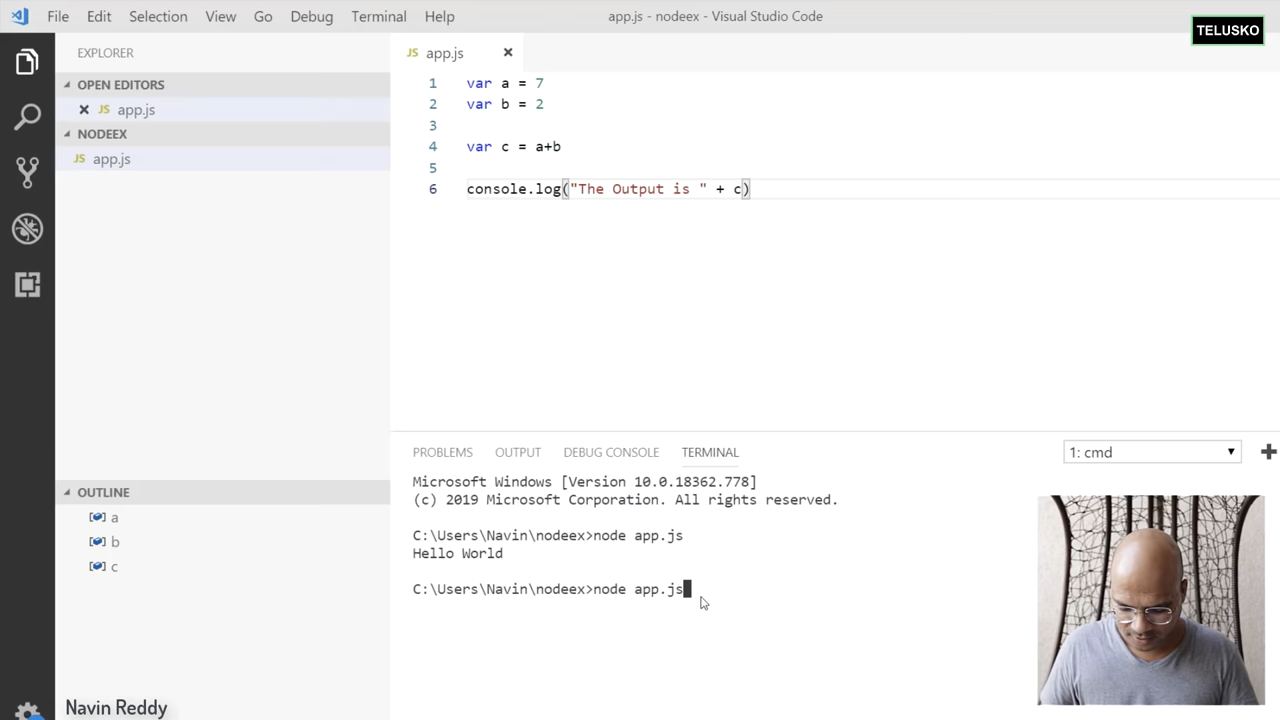 File Edit Selection View Go Debug Terminal Help
app.js - nodeex - Visual Studio Code
TELUSKO
EXPLORER
OPEN EDITORS
JS app.js
NODEEX
JS app.js
JS app.js
1 var a = 7
2 var b = 2
3
4 var c = a+b
5
6 console.log("The Output is " + c)
PROBLEMS OUTPUT DEBUG CONSOLE TERMINAL
1: cmd
Microsoft Windows [Version 10.0.18362.778]
(c) 2019 Microsoft Corporation. All rights reserved.
C:\Users\Navin\nodeex>node app.js
Hello World
C:\Users\Navin\nodeex>node app.js
OUTLINE
a
b
c
Navin Reddy